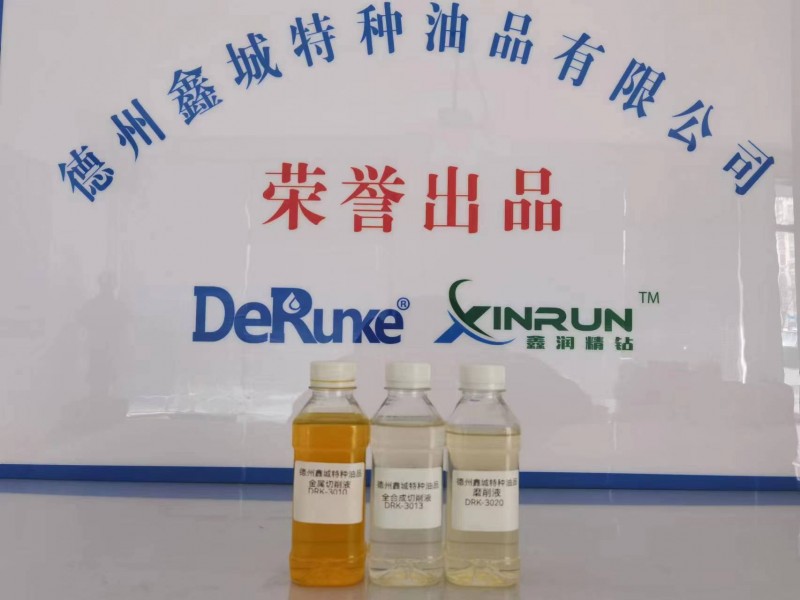 德州鑫城特种油品有限公司
荣誉出品
DeRunke®
XINRUN™
鑫润精钻
德州鑫城特种油品
金属切削液
DRK-3010
德州鑫城特种油品
全合成切削液
DRK-3013
德州鑫城特种油品
磨削液
DRK-3020